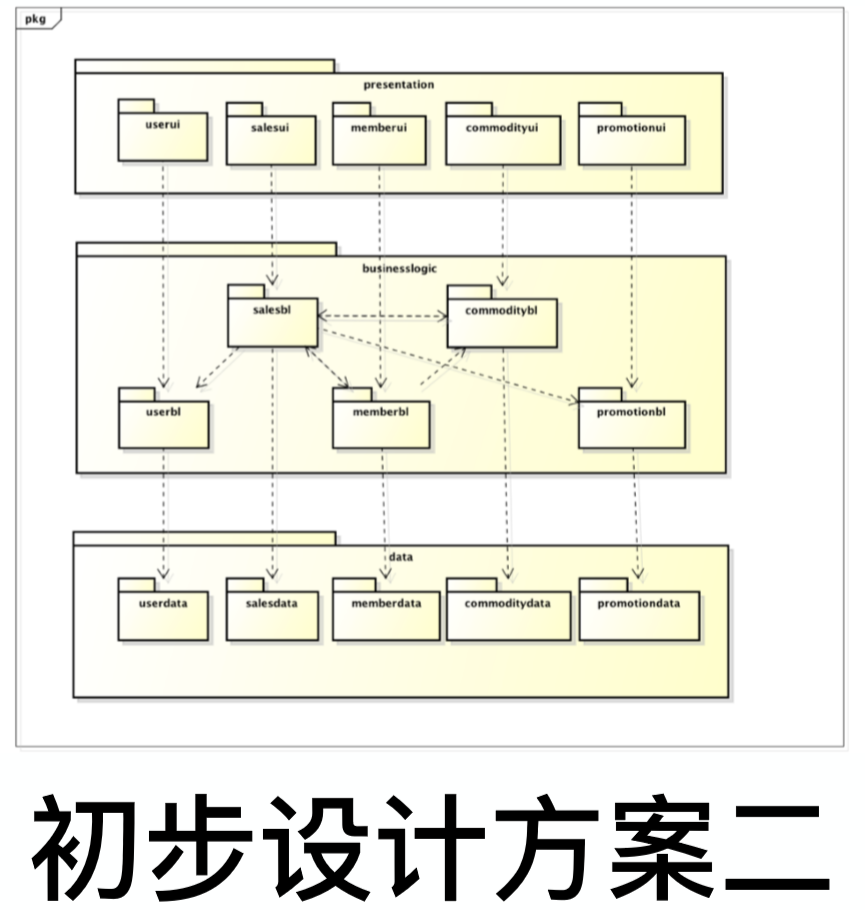 pkg
presentation
userui
salesui
memberui
commodityui
promotionui
businesslogic
salesbl
commoditybl
userbl
memberbl
promotionbl
data
userdata
salesdata
memberdata
commoditydata
promotiondata
初步设计方案二